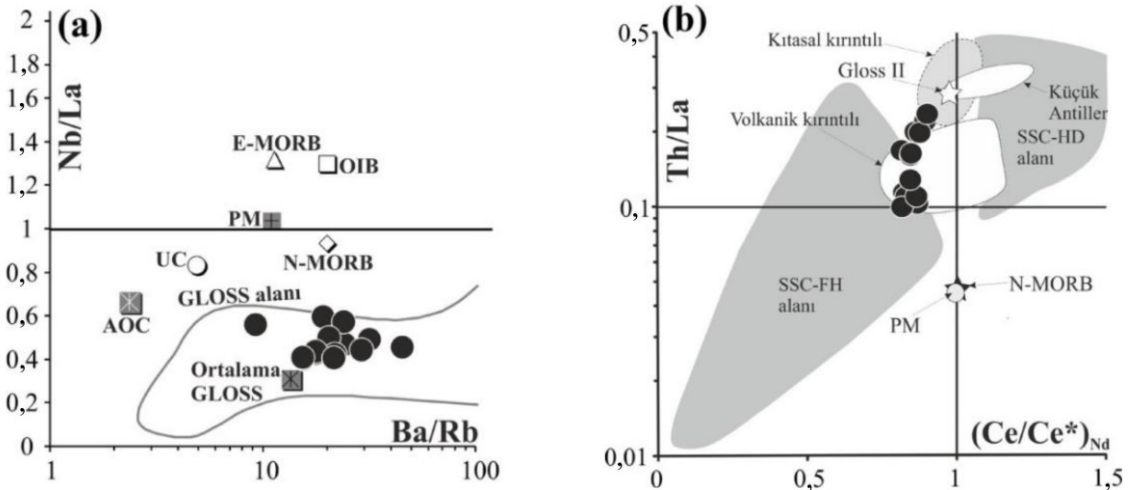 (a)
Nb/La
2
1,8
1,6
1,4
1,2
1
0,8
0,6
0,4
0,2
0
E-MORB
OIB
PM
UC
N-MORB
GLOSS alanı
AOC
Ortalama
GLOSS
Ba/Rb
1
10
100
(b)
Th/La
0,5
0,1
0,01
Kıtasal kırıntılı
Gloss II
Volkanik kırıntılı
Küçük
Antiller
SSC-HD
alanı
SSC-FH
alanı
N-MORB
PM
(Ce/Ce*)Nd
0
0,5
1
1,5